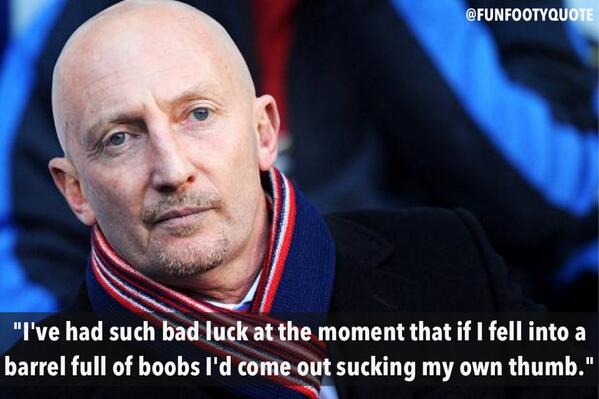 @FUNFOOTYQUOTE
"I've had such bad luck at the moment that if I fell into a
barrel full of boobs I'd come out sucking my own thumb."